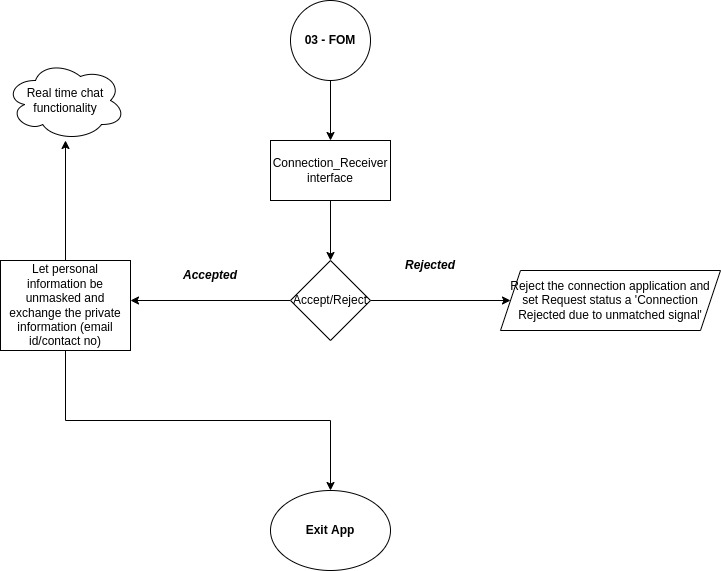 03 - FOM
Real time chat
functionality
Connection_Receiver
interface
Accepted
Rejected
Let personal
information be
unmasked and
exchange the private
information (email
id/contact no)
Accept/Reject
Reject the connection application and
set Request status a 'Connection
Rejected due to unmatched signal'
Exit App